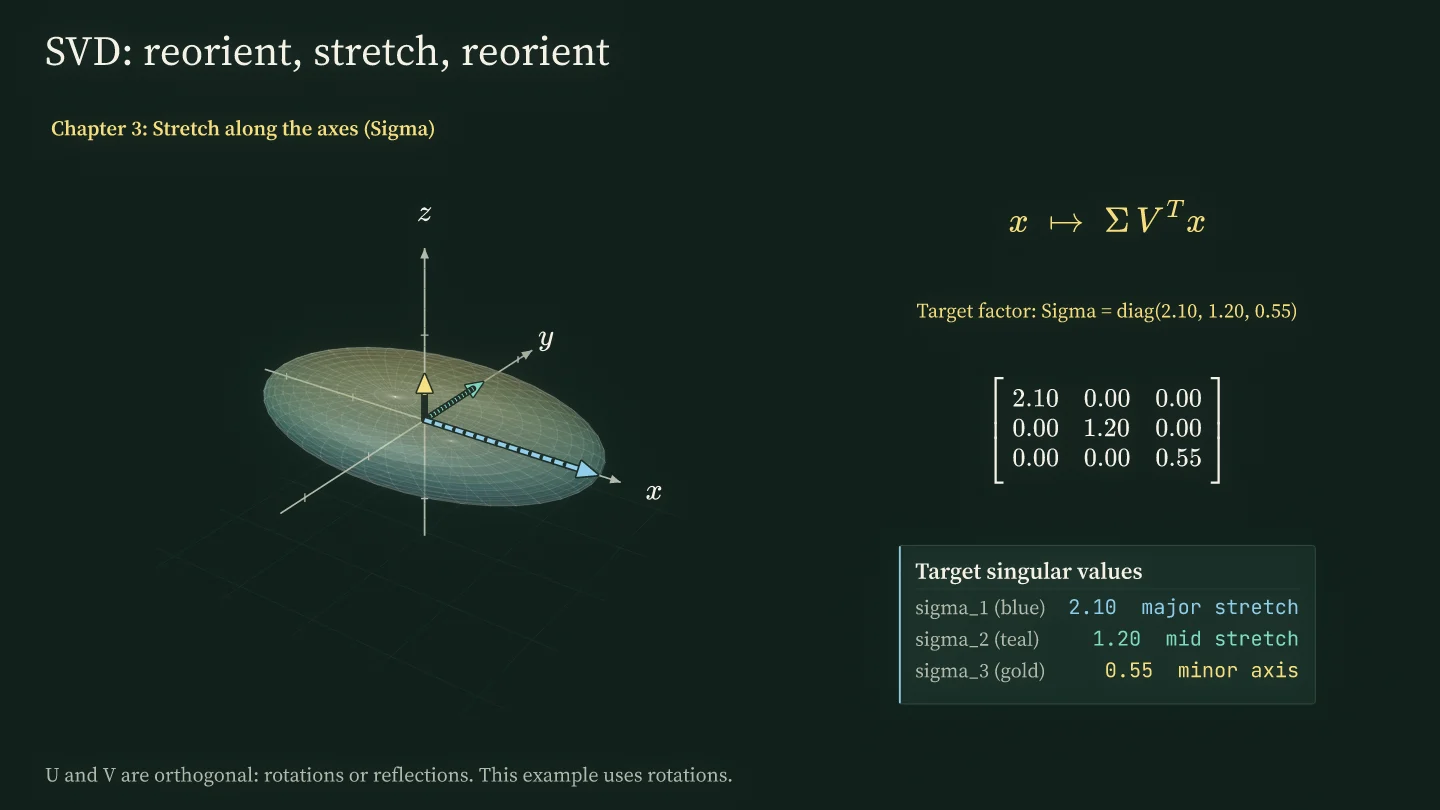 SVD: reorient, stretch, reorient
Chapter 3: Stretch along the axes (Sigma)
z
y
x
x ↦ Σ V^T x
Target factor: Sigma = diag(2.10, 1.20, 0.55)
2.10 0.00 0.00
0.00 1.20 0.00
0.00 0.00 0.55
Target singular values
sigma_1 (blue) 2.10 major stretch
sigma_2 (teal) 1.20 mid stretch
sigma_3 (gold) 0.55 minor axis
U and V are orthogonal: rotations or reflections. This example uses rotations.